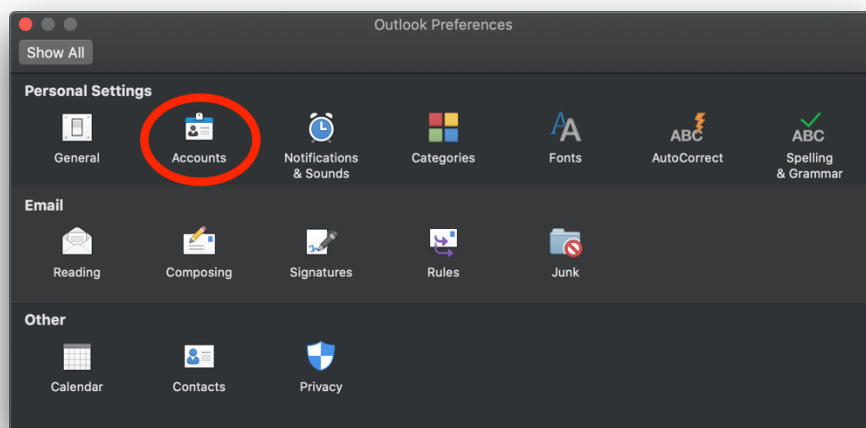 Outlook Preferences
Show All
Personal Settings
General
Accounts
Notifications
& Sounds
Categories
Fonts
ABC
AutoCorrect
ABC
Spelling
& Grammar
Email
Reading
Composing
Signatures
Rules
Junk
Other
Calendar
Contacts
Privacy